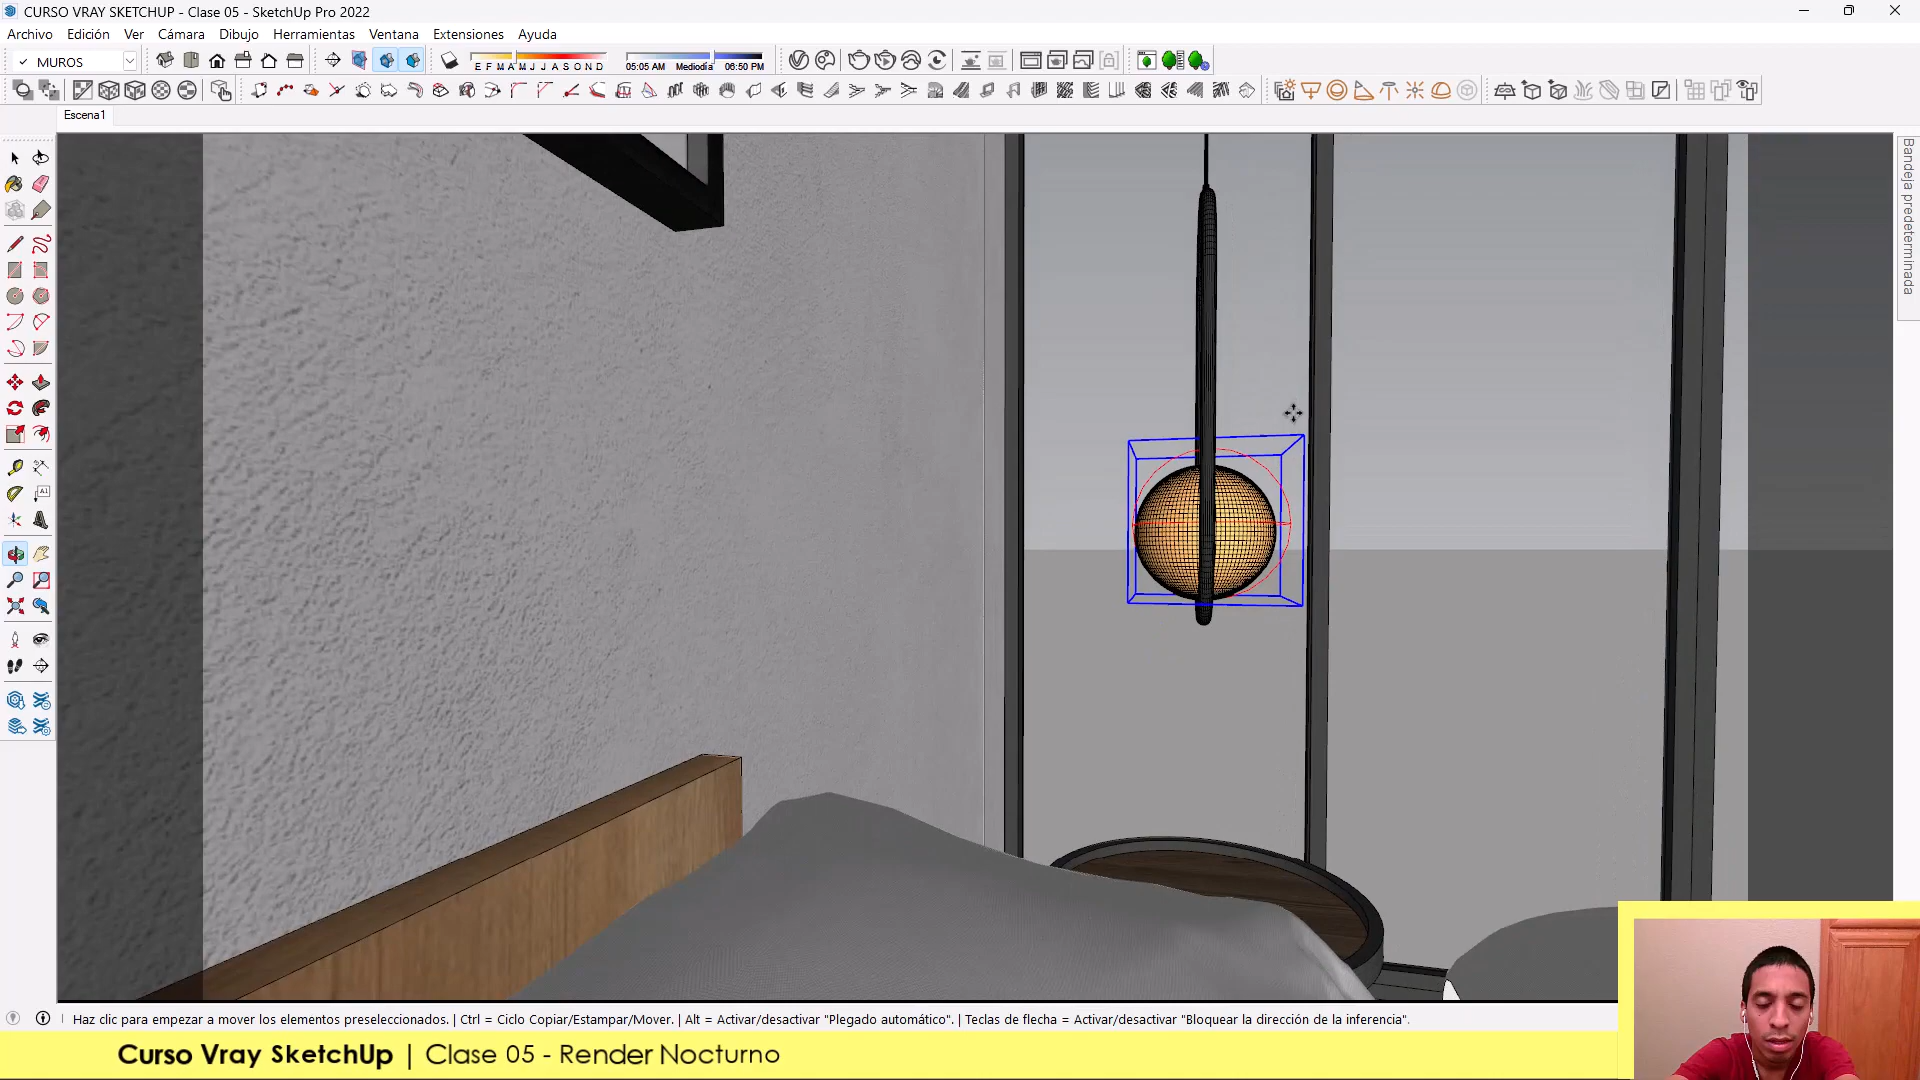 CURSO VRAY SKETCHUP - Clase 05 - SketchUp Pro 2022
Archivo Edición Ver Cámara Dibujo Herramientas Ventana Extensiones Ayuda
MUROS
E F M A M J J A S O N D
05:05 AM Mediodía 06:50 PM
Escena1
Bandeja predeterminada
Haz clic para empezar a mover los elementos preseleccionados. | Ctrl = Ciclo Copiar/Estampar/Mover. | Alt = Activar/desactivar "Plegado automático". | Teclas de flecha = Activar/desactivar "Bloquear la dirección de la inferencia".
Curso Vray SketchUp | Clase 05 - Render Nocturno